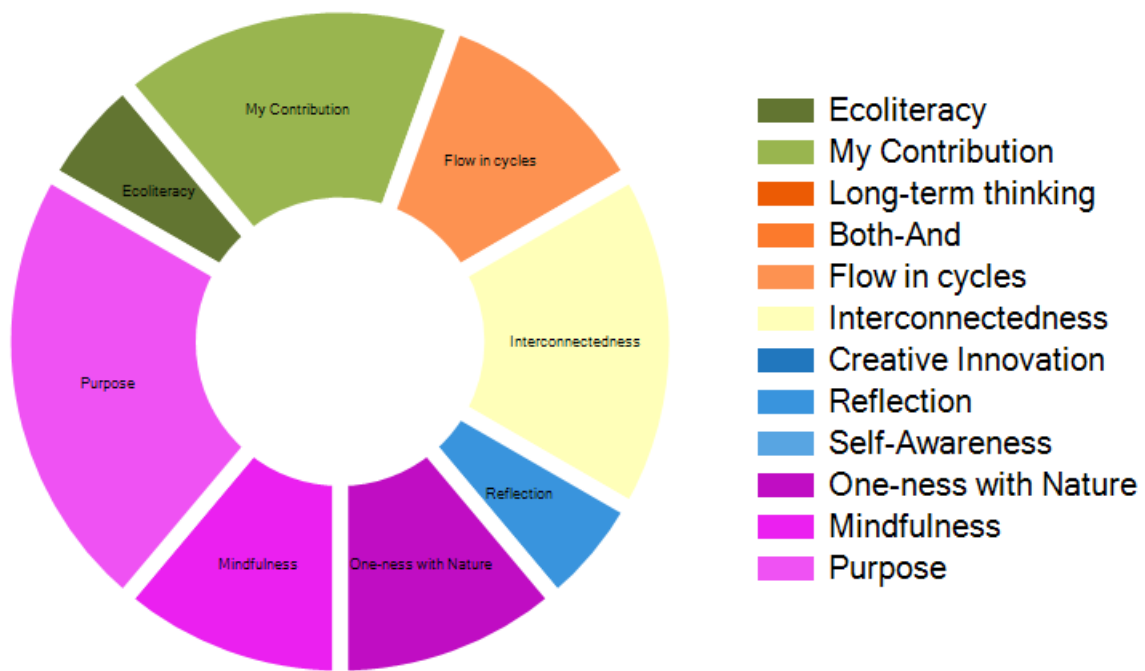 My Contribution
Flow in cycles
Ecoliteracy
Interconnectedness
Purpose
Reflection
Mindfulness
One-ness with Nature
Ecoliteracy
My Contribution
Long-term thinking
Both-And
Flow in cycles
Interconnectedness
Creative Innovation
Reflection
Self-Awareness
One-ness with Nature
Mindfulness
Purpose